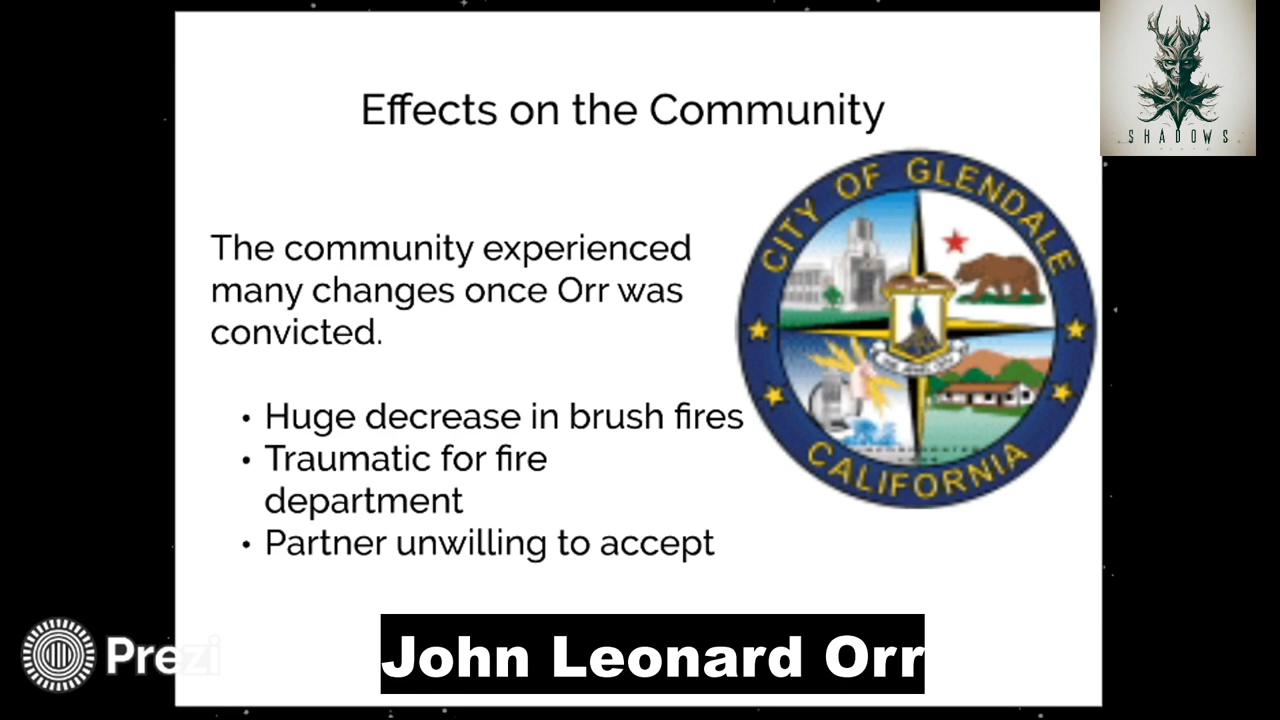 Effects on the Community
SHADOWS
CITY OF GLENDALE
The community experienced
many changes once Orr was
convicted.
• Huge decrease in brush fires
• Traumatic for fire
department
• Partner unwilling to accept
CALIFORNIA
Prezi
John Leonard Orr